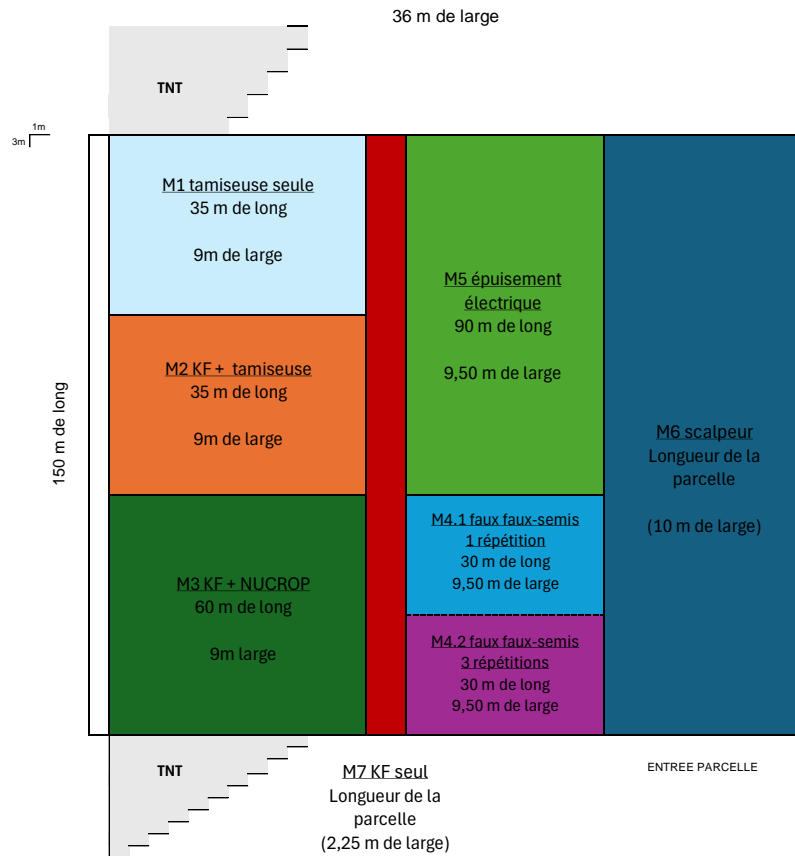 36 m de large
TNT
1m
3m
150 m de long
M1 tamiseuse seule
35 m de long
9m de large
M2 KF + tamiseuse
35 m de long
9m de large
M3 KF + NUCROP
60 m de long
9m large
M5 épuisement
électrique
90 m de long
9,50 m de large
M4.1 faux faux-semis
1 répétition
30 m de long
9,50 m de large
M4.2 faux faux-semis
3 répétitions
30 m de long
9,50 m de large
M6 scalpeur
Longueur de la
parcelle
(10 m de large)
TNT
M7 KF seul
Longueur de la
parcelle
(2,25 m de large)
ENTREE PARCELLE